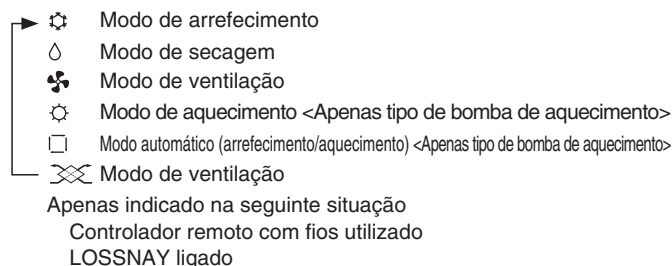 Modo de arrefecimento
Modo de secagem
Modo de ventilação
Modo de aquecimento <Apenas tipo de bomba de aquecimento>
Modo automático (arrefecimento/aquecimento) <Apenas tipo de bomba de aquecimento>
Modo de ventilação
Apenas indicado na seguinte situação
Controlador remoto com fios utilizado
LOSSNAY ligado